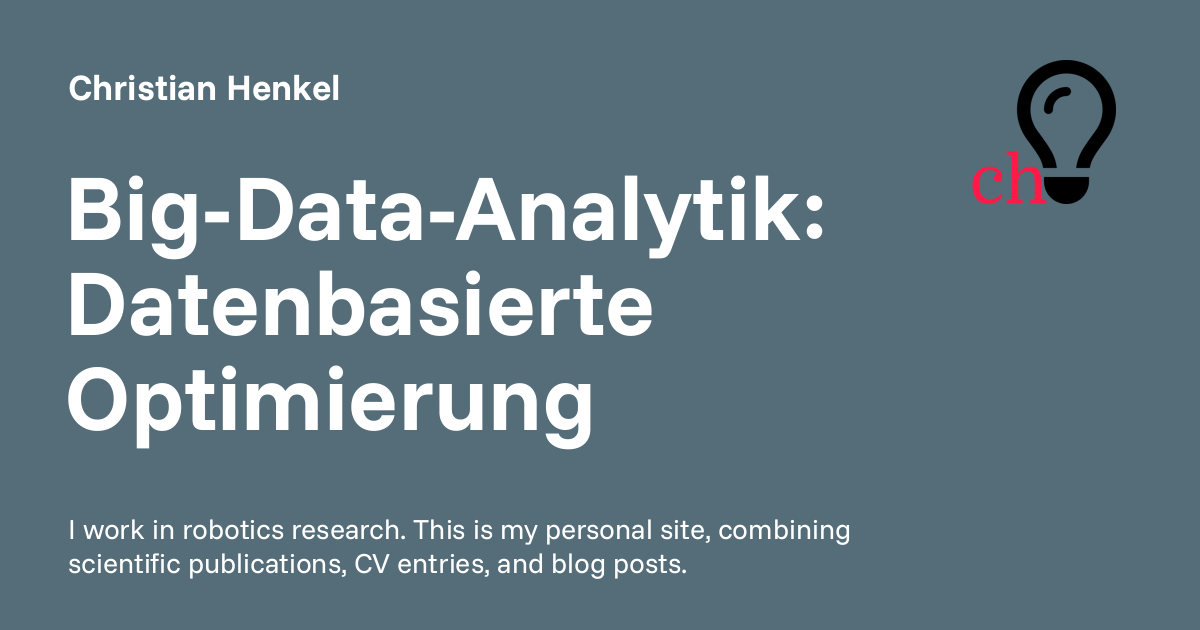 Christian Henkel
ch
Big-Data-Analytik:
Datenbasierte
Optimierung
I work in robotics research. This is my personal site, combining
scientific publications, CV entries, and blog posts.